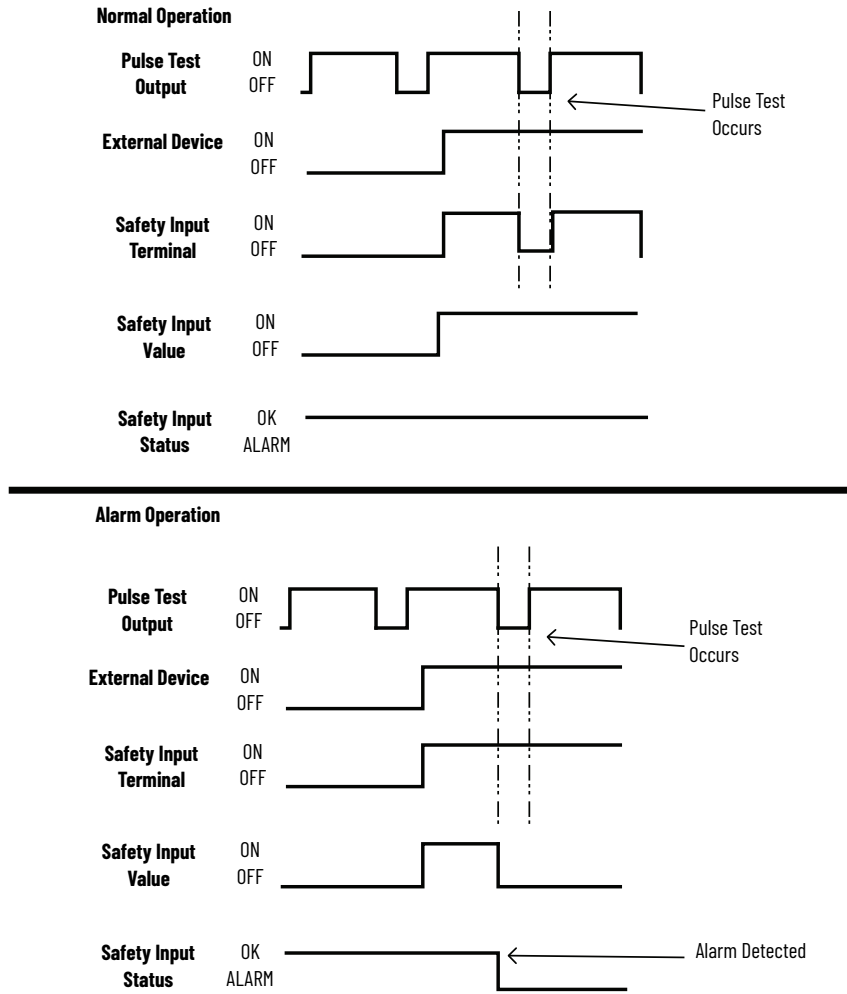 Normal Operation
Pulse Test
Output
ON
OFF
Pulse Test
Occurs
External Device
ON
OFF
Safety Input
Terminal
ON
OFF
Safety Input
Value
ON
OFF
Safety Input
Status
OK
ALARM
Alarm Operation
Pulse Test
Output
ON
OFF
Pulse Test
Occurs
External Device
ON
OFF
Safety Input
Terminal
ON
OFF
Safety Input
Value
ON
OFF
Safety Input
Status
OK
ALARM
Alarm Detected